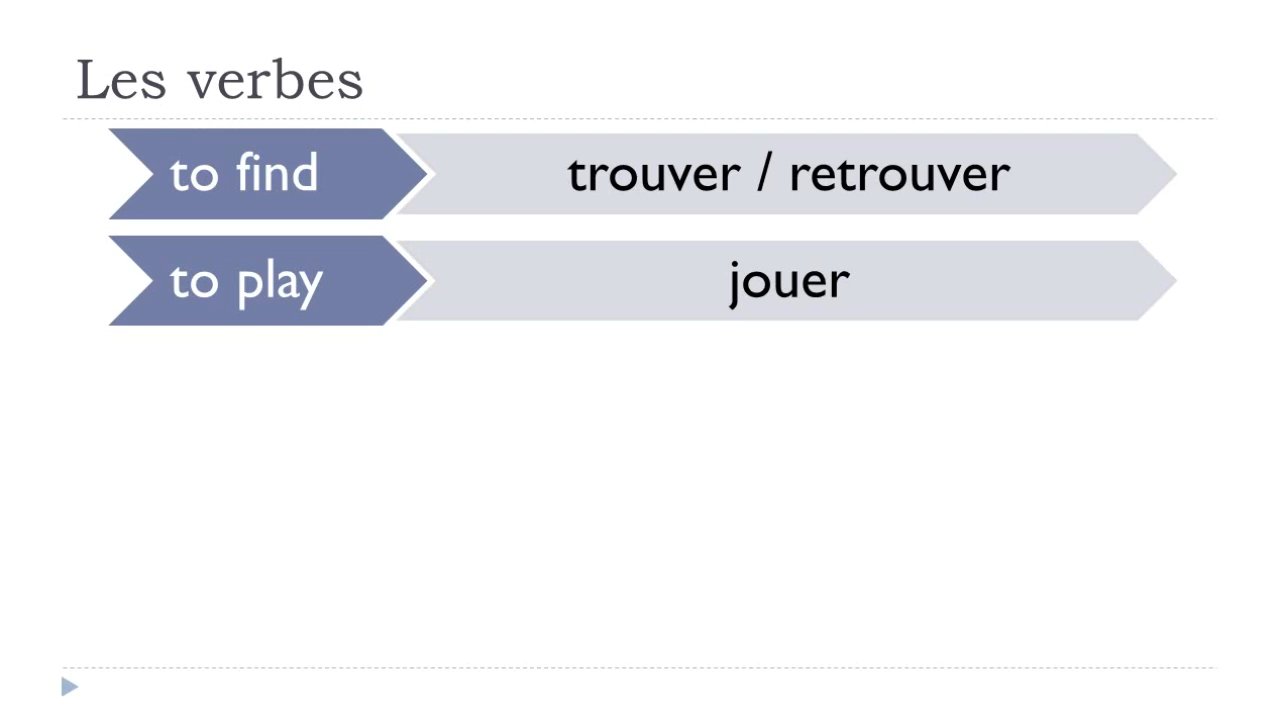 Les verbes
to find
trouver / retrouver
to play
jouer